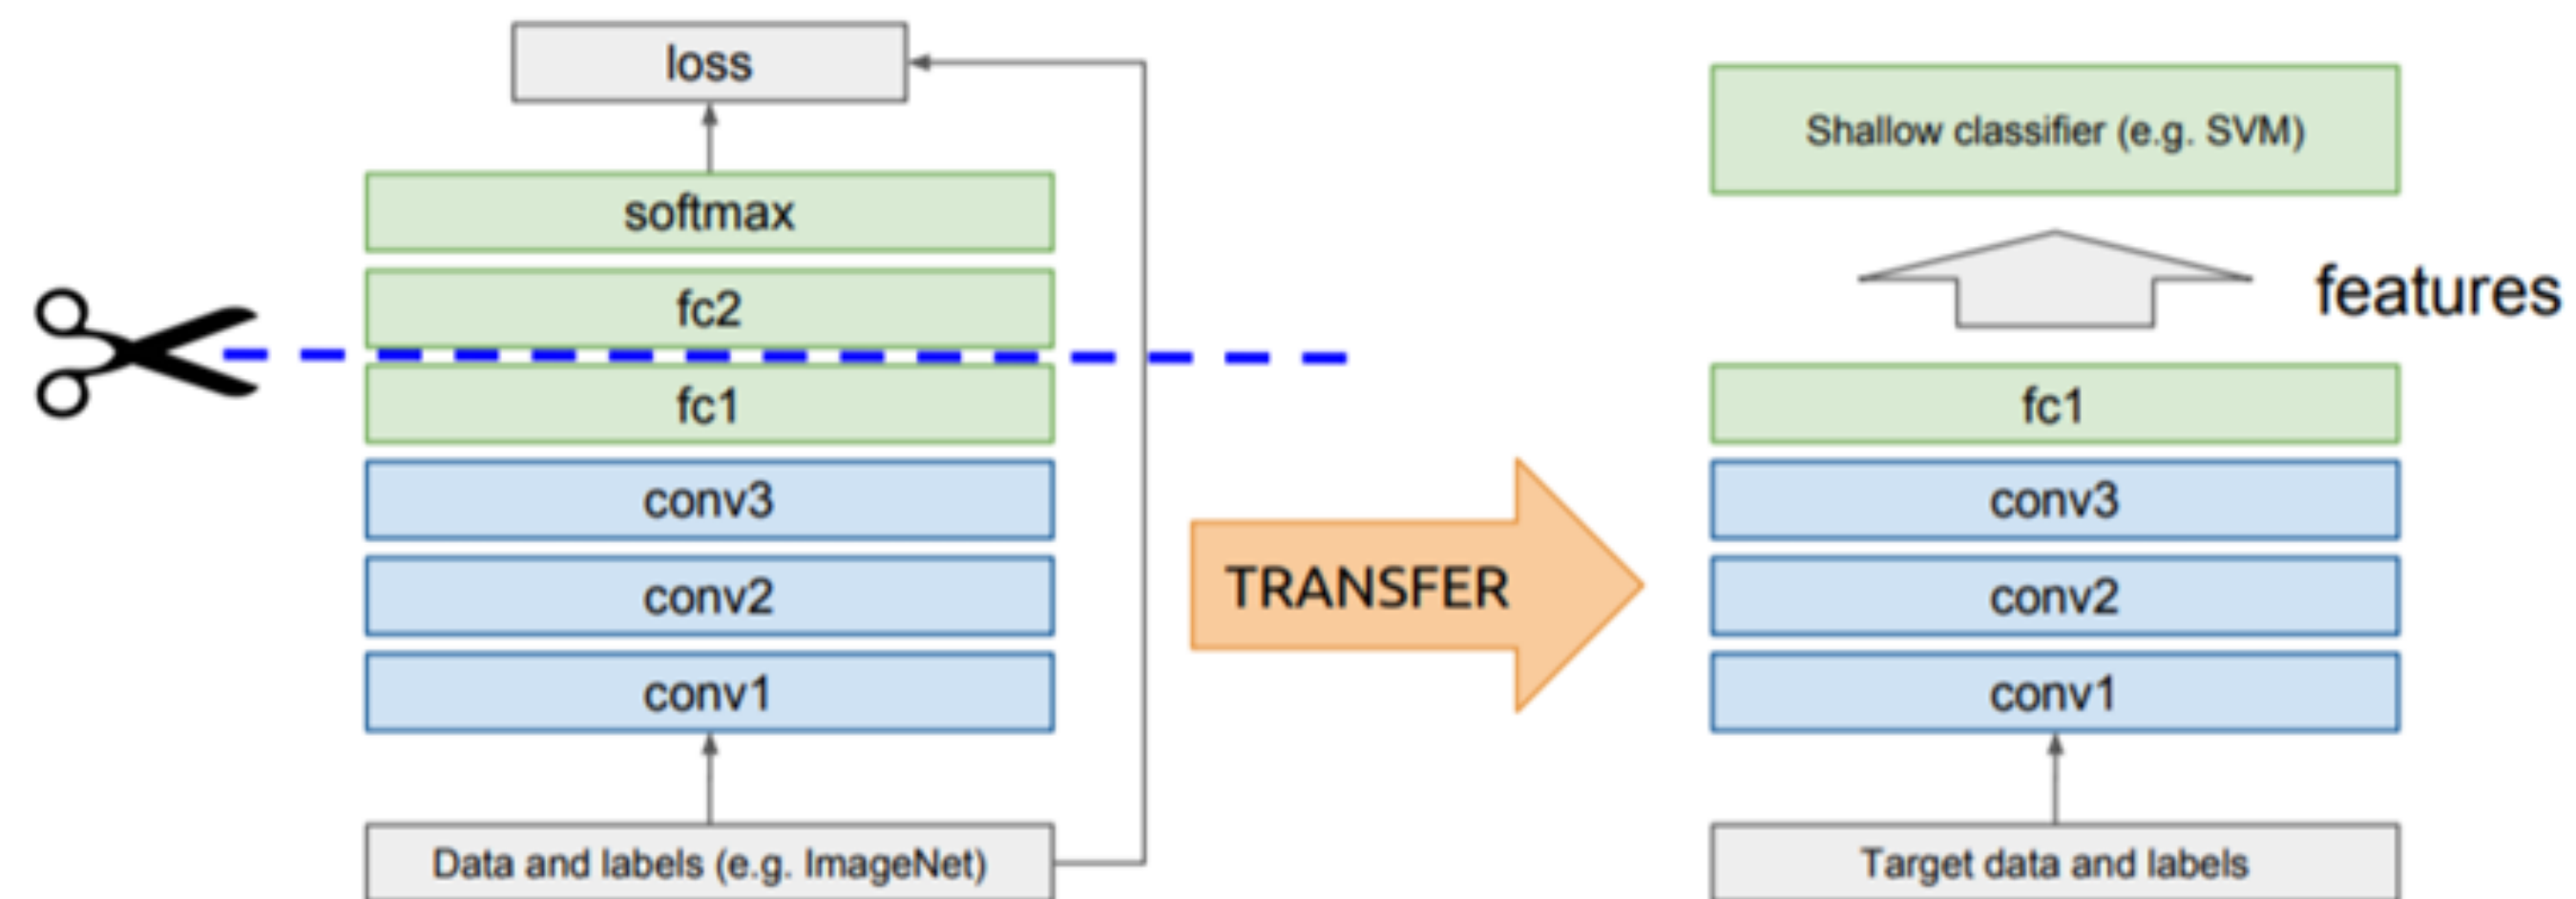 loss
softmax
fc2
fc1
conv3
conv2
conv1
Data and labels (e.g. ImageNet)
TRANSFER
Shallow classifier (e.g. SVM)
features
fc1
conv3
conv2
conv1
Target data and labels